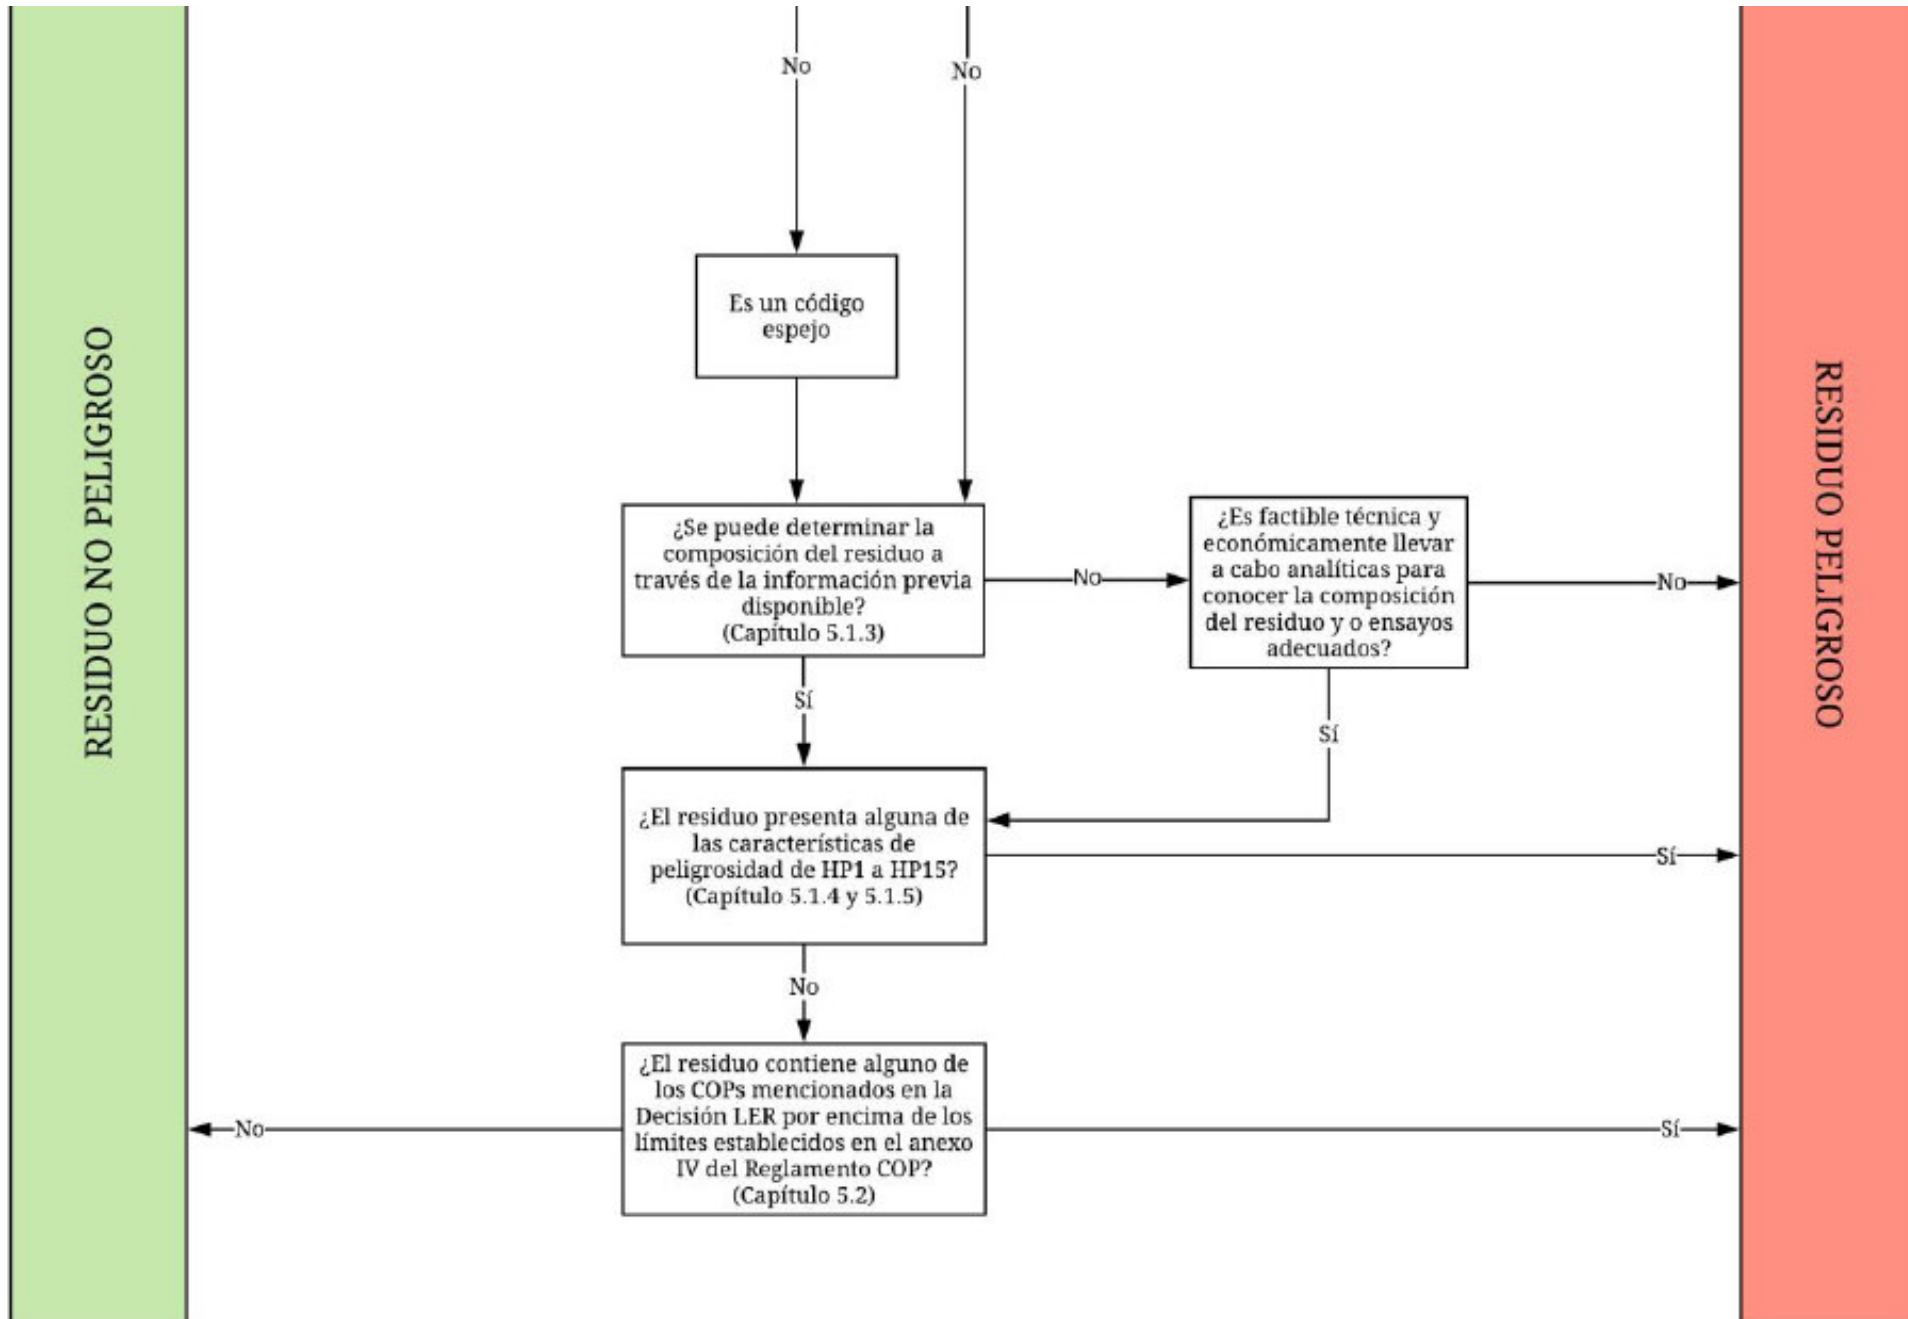 No
No
Es un código
espejo
¿Se puede determinar la
composición del residuo a
través de la información previa
disponible?
(Capítulo 5.1.3)
No
¿Es factible técnica y
económicamente llevar
a cabo analíticas para
conocer la composición
del residuo y o ensayos
adecuados?
No
Sí
Sí
¿El residuo presenta alguna de
las características de
peligrosidad de HP1 a HP15?
(Capítulo 5.1.4 y 5.1.5)
Sí
No
¿El residuo contiene alguno de
los COPs mencionados en la
Decisión LER por encima de los
límites establecidos en el anexo
IV del Reglamento COP?
(Capítulo 5.2)
No
Sí
RESIDUO NO PELIGROSO
RESIDUO PELIGROSO